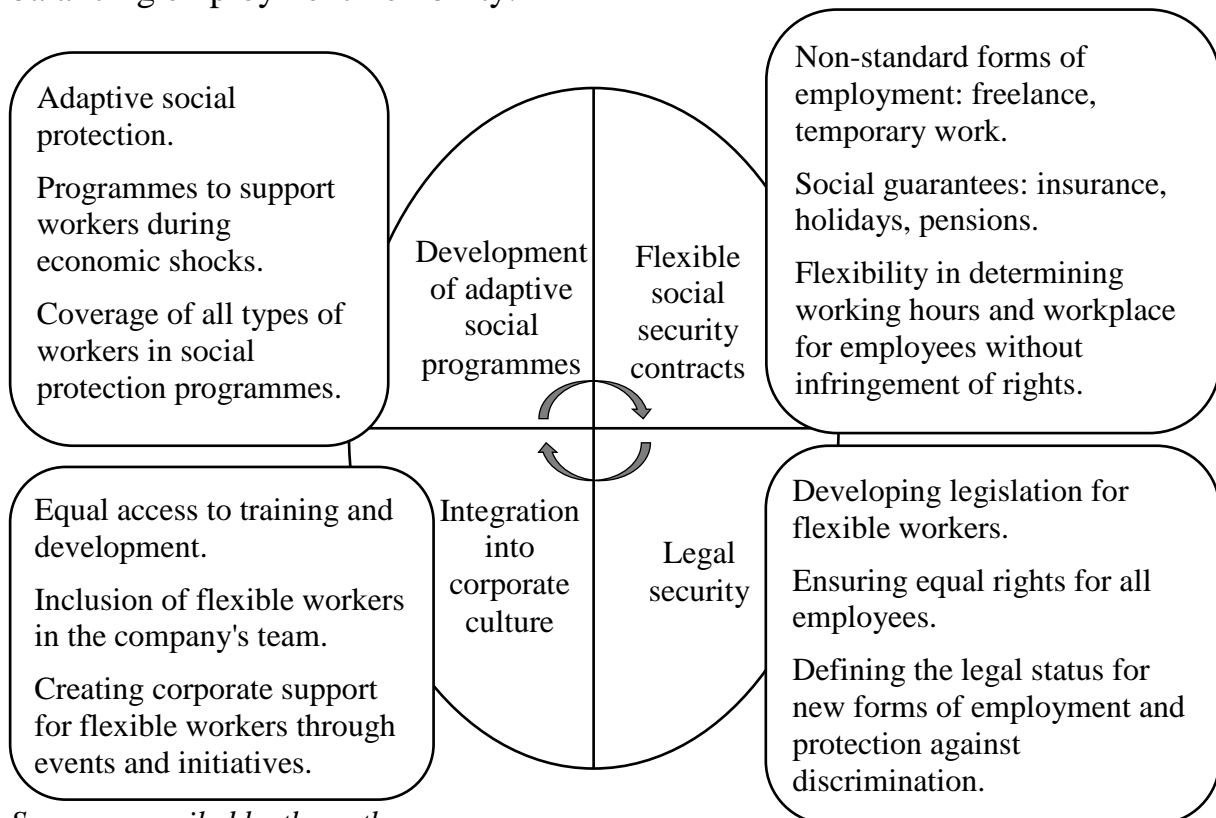 Adaptive social
protection.
Programmes to support
workers during
economic shocks.
Coverage of all types of
workers in social
protection programmes.
Development
of adaptive
social
programmes
Flexible
social
security
contracts
Non-standard forms of
employment: freelance,
temporary work.
Social guarantees: insurance,
holidays, pensions.
Flexibility in determining
working hours and workplace
for employees without
infringement of rights.
Equal access to training and
development.
Inclusion of flexible workers
in the company's team.
Creating corporate support
for flexible workers through
events and initiatives.
Integration
into
corporate
culture
Legal
security
Developing legislation for
flexible workers.
Ensuring equal rights for all
employees.
Defining the legal status for
new forms of employment and
protection against
discrimination.